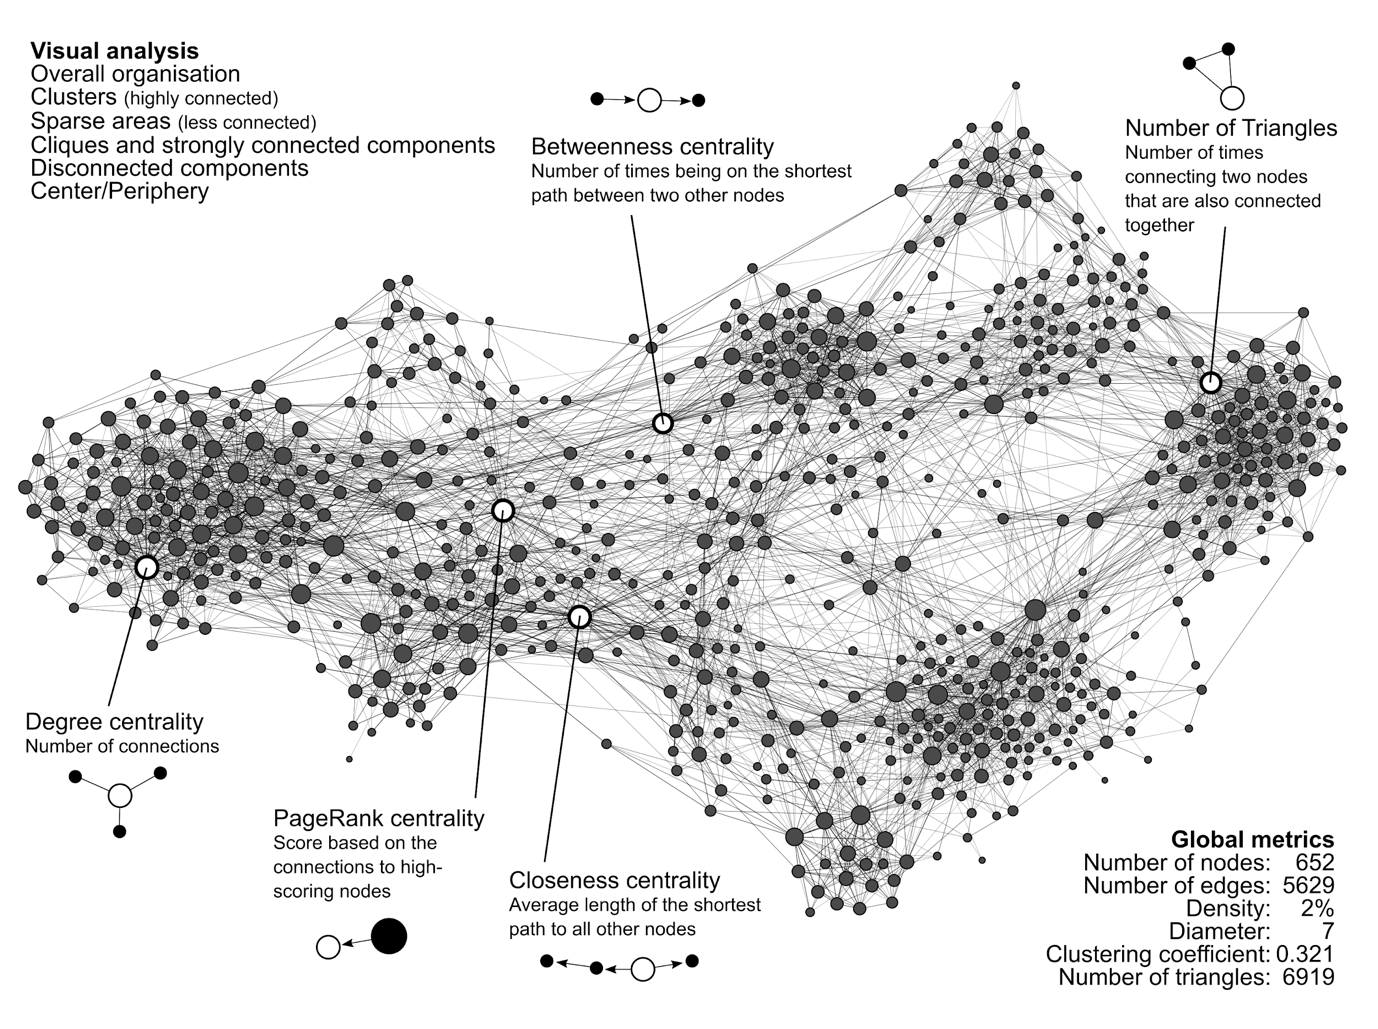 Visual analysis
Overall organisation
Clusters (highly connected)
Sparse areas (less connected)
Cliques and strongly connected components
Disconnected components
Center/Periphery
Betweenness centrality
Number of times being on the shortest
path between two other nodes
Number of Triangles
Number of times
connecting two nodes
that are also connected
together
Degree centrality
Number of connections
PageRank centrality
Score based on the
connections to high-
scoring nodes
Closeness centrality
Average length of the shortest
path to all other nodes
Global metrics
Number of nodes: 652
Number of edges: 5629
Density: 2%
Diameter: 7
Clustering coefficient: 0.321
Number of triangles: 6919